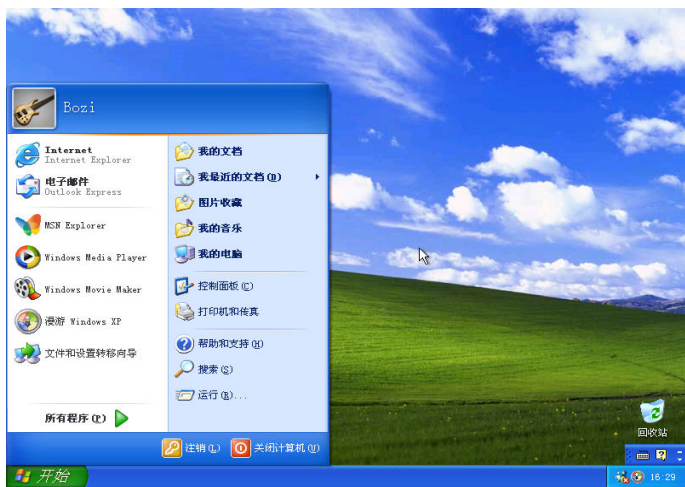 Bozi
Internet
Internet Explorer
电子邮件
Outlook Express
MSN Explorer
Windows Media Player
Windows Movie Maker
漫游 Windows XP
文件和设置转移向导
所有程序(P)
我的文档
我最近的文档(D)
图片收藏
我的音乐
我的电脑
控制面板(C)
打印机和传真
帮助和支持(H)
搜索(S)
运行(R)...
注销(L)
关闭计算机(U)
回收站
开始
16:29